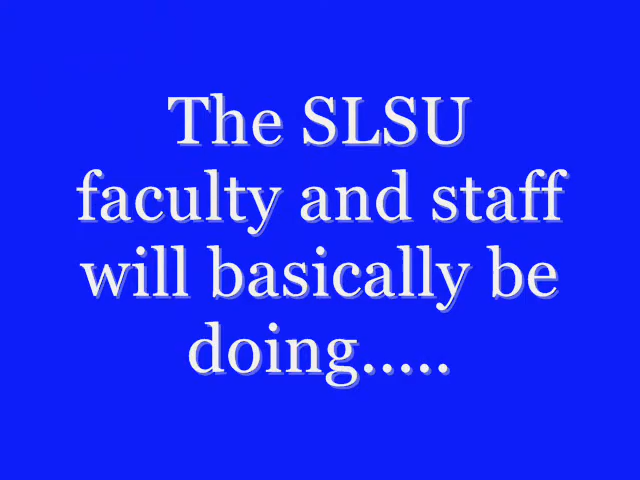 The SLSU
faculty and staff
will basically be
doing.....